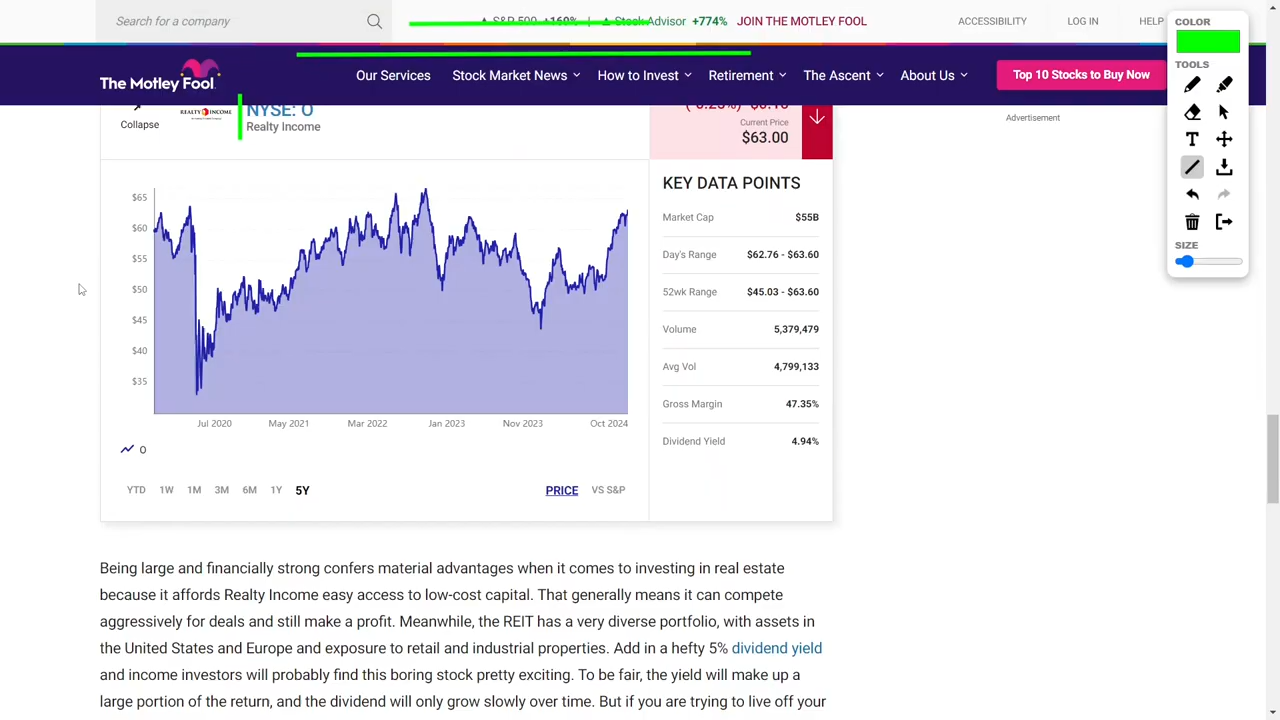 Search for a company
S&P 500 +169% | Stock Advisor +774% JOIN THE MOTLEY FOOL
ACCESSIBILITY LOG IN HELP
COLOR
TOOLS
SIZE
The Motley Fool
Our Services Stock Market News How to Invest Retirement The Ascent About Us
Top 10 Stocks to Buy Now
Collapse
REALTY INCOME
NYSE: O
Realty Income
Current Price
$63.00
Advertisement
$65
$60
$55
$50
$45
$40
$35
Jul 2020 May 2021 Mar 2022 Jan 2023 Nov 2023 Oct 2024
O
YTD 1W 1M 3M 6M 1Y 5Y
PRICE VS S&P
KEY DATA POINTS
Market Cap $55B
Day's Range $62.76 - $63.60
52wk Range $45.03 - $63.60
Volume 5,379,479
Avg Vol 4,799,133
Gross Margin 47.35%
Dividend Yield 4.94%
Being large and financially strong confers material advantages when it comes to investing in real estate
because it affords Realty Income easy access to low-cost capital. That generally means it can compete
aggressively for deals and still make a profit. Meanwhile, the REIT has a very diverse portfolio, with assets in
the United States and Europe and exposure to retail and industrial properties. Add in a hefty 5% dividend yield
and income investors will probably find this boring stock pretty exciting. To be fair, the yield will make up a
large portion of the return, and the dividend will only grow slowly over time. But if you are trying to live off your